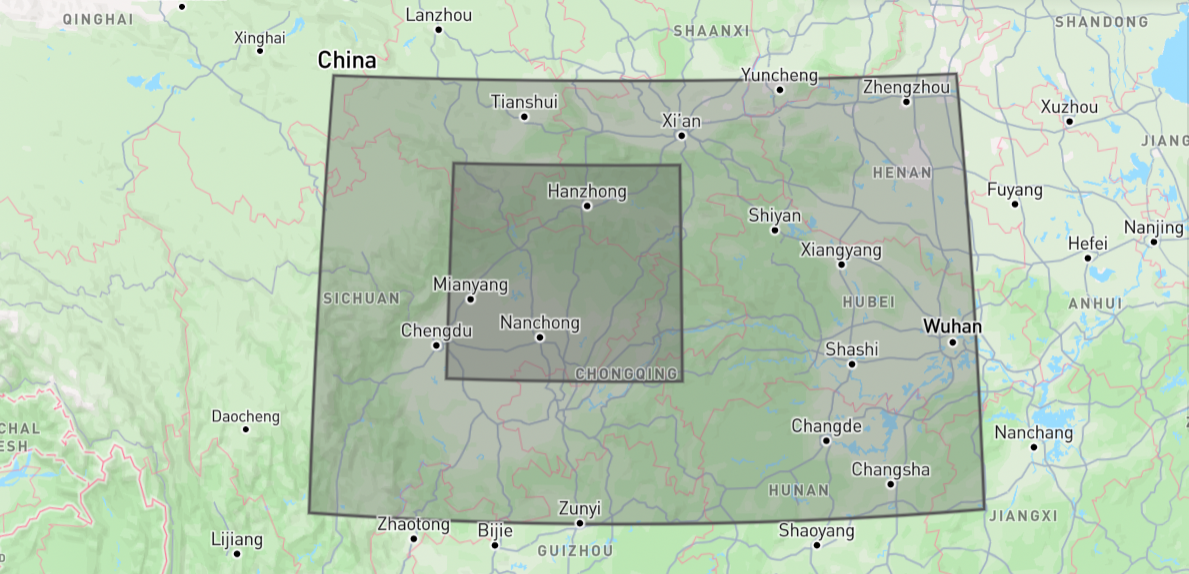 QINGHAI
Lanzhou
SHAANXI
SHANDONG
Xinghai
China
Yuncheng
Zhengzhou
Tianshui
Xi'an
Xuzhou
JIANG
HENAN
Hanzhong
Fuyang
Shiyan
Nanjing
Xiangyang
Hefei
Mianyang
SICHUAN
HUBEI
ANHUI
Chengdu
Nanchong
Wuhan
Shashi
CHONGQING
Daocheng
CHAL
ESH
Changde
Nanchang
Changsha
HUNAN
Zunyi
JIANGXI
Zhaotong
Bijie
Shaoyang
Lijiang
GUIZHOU